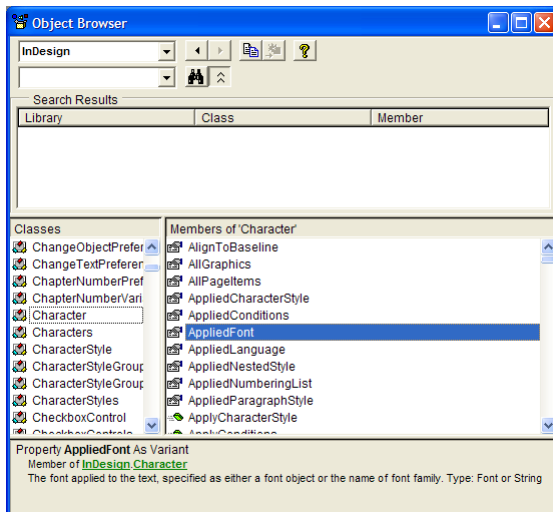 Object Browser
InDesign
Search Results
Library Class Member
Classes
ChangeObjectPrefer
ChangeTextPreferen
ChapterNumberPref
ChapterNumberVari
Character
Characters
CharacterStyle
CharacterStyleGroup
CharacterStyleGroup
CharacterStyles
CheckboxControl
CheckboxControls
Members of 'Character'
AlignToBaseline
AllGraphics
AllPageItems
AppliedCharacterStyle
AppliedConditions
AppliedFont
AppliedLanguage
AppliedNestedStyle
AppliedNumberingList
AppliedParagraphStyle
ApplyCharacterStyle
ApplyConditions
Property AppliedFont As Variant
Member of InDesign.Character
The font applied to the text, specified as either a font object or the name of font family. Type: Font or String